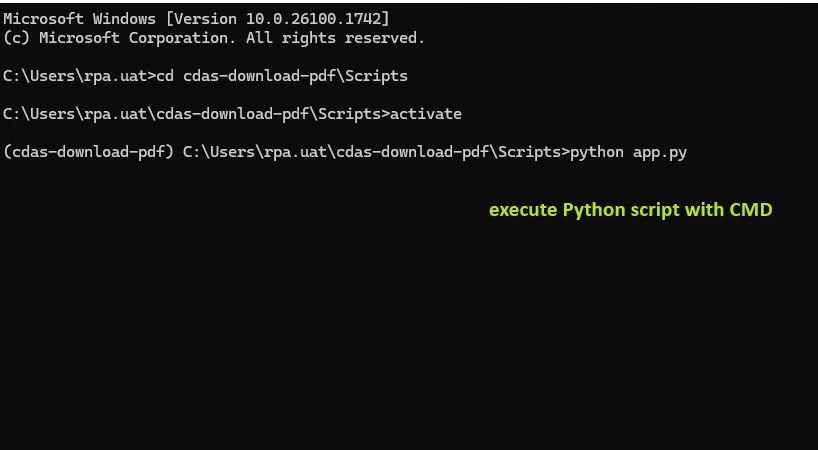 Microsoft Windows [Version 10.0.26100.1742]
(c) Microsoft Corporation. All rights reserved.
C:\Users\rpa.uat>cd cdas-download-pdf\Scripts
C:\Users\rpa.uat\cdas-download-pdf\Scripts>activate
(cdas-download-pdf) C:\Users\rpa.uat\cdas-download-pdf\Scripts>python app.py
execute Python script with CMD